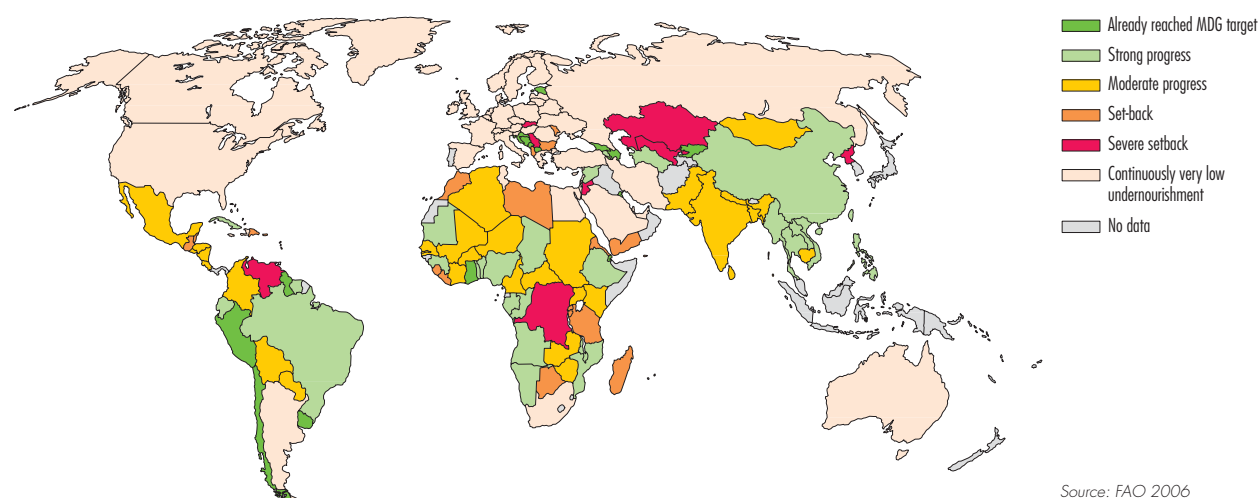 Already reached MDG target
Strong progress
Moderate progress
Set-back
Severe setback
Continuously very low
undernourishment
No data
Source: FAO 2006